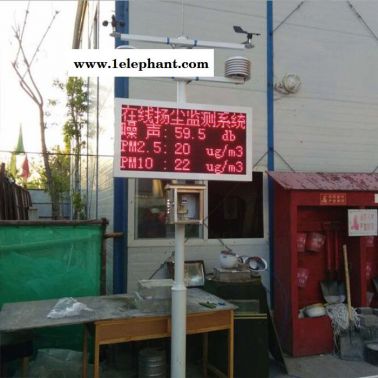 www.1elephant.com
在线扬尘监测系统
噪 声: 59.5 db
PM2.5: 20 ug/m3
PM10 : 22 ug/m3